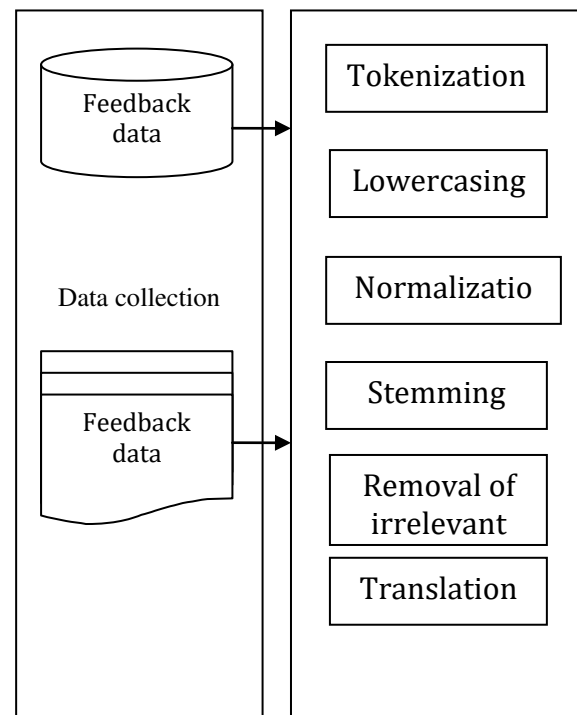 Feedback
data
Data collection
Feedback
data
Tokenization
Lowercasing
Normalizatio
Stemming
Removal of
irrelevant
Translation